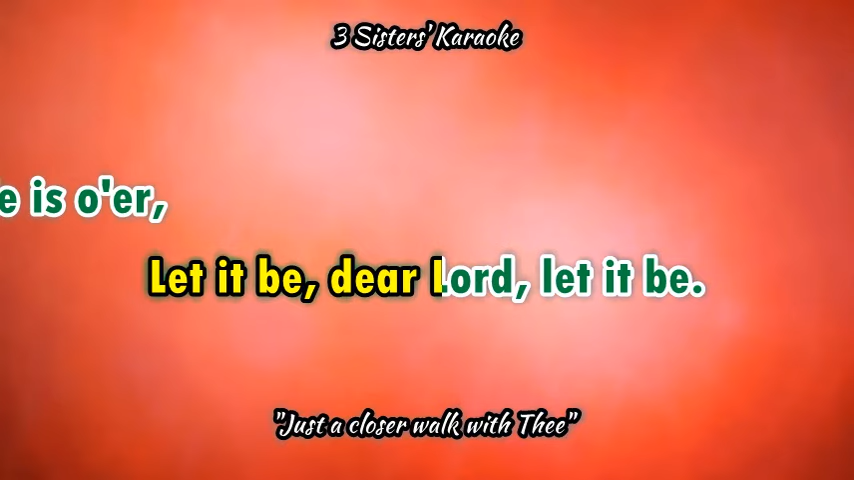 3 Sisters' Karaoke
e is o'er,
Let it be, dear Lord, let it be.
"Just a closer walk with Thee"